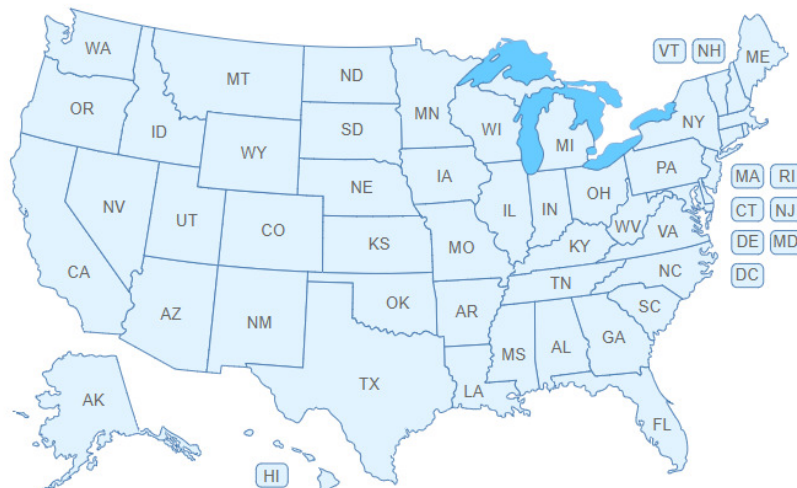 WA
MT
ND
MN
VT NH
ME
OR
ID
WY
SD
WI
MI
NY
NV
UT
CO
NE
IA
IL
IN
OH
PA
MA RI
CT NJ
DE MD
DC
CA
AZ
NM
KS
OK
MO
AR
KY
WV
VA
TN
NC
SC
TX
LA
MS
AL
GA
FL
AK
HI